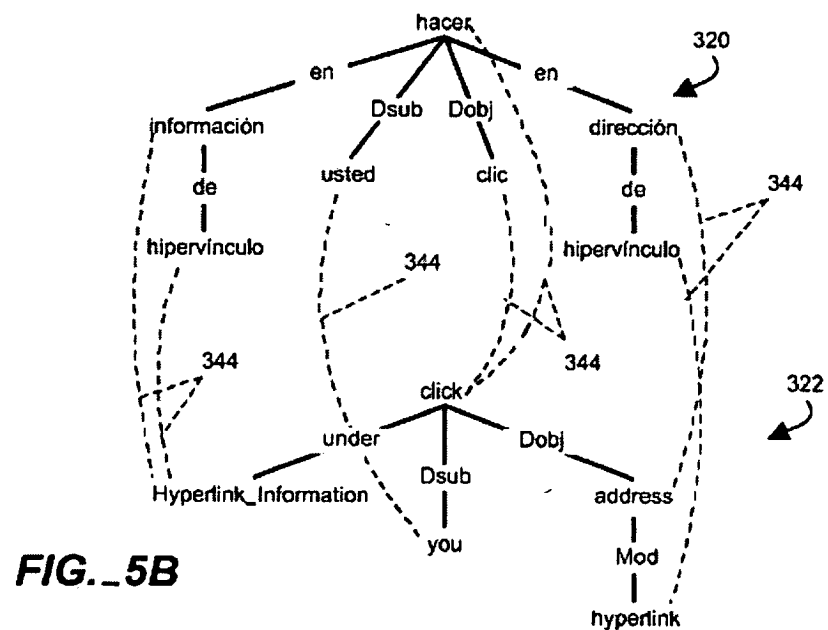 hacer
320
en
en
Dsub
Dobj
información
dirección
de
usted
clic
de
344
hipervínculo
hipervínculo
344
344
344
click
322
under
Dobj
Dsub
Hyperlink_Information
address
you
Mod
FIG._5B
hyperlink